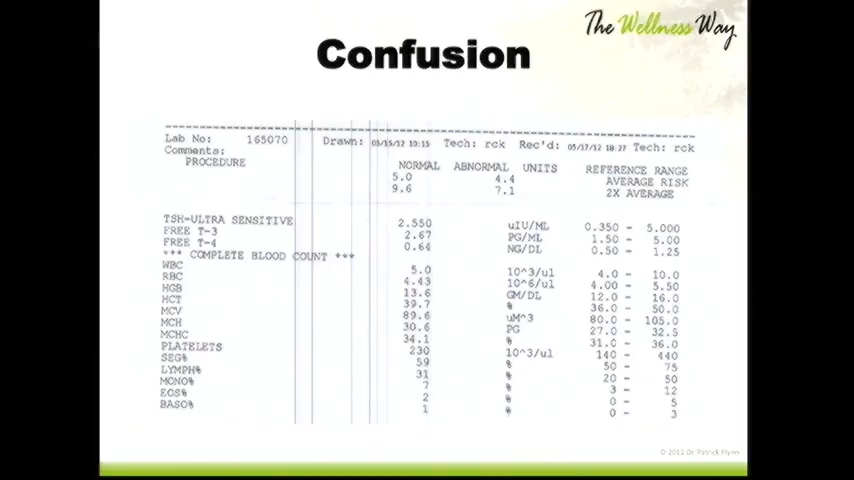 The Wellness Way
Confusion
Lab No: 165070 Drawn: 05/15/12 10:15 Tech: rck Rec'd: 05/17/12 18:27 Tech: rck
Comments:
PROCEDURE NORMAL ABNORMAL UNITS REFERENCE RANGE
5.0 4.4 AVERAGE RISK
9.6 7.1 2X AVERAGE
TSH-ULTRA SENSITIVE 2.550 uIU/ML 0.350 - 5.000
FREE T-3 2.67 PG/ML 1.50 - 5.00
FREE T-4 0.64 NG/DL 0.50 - 1.25
*** COMPLETE BLOOD COUNT ***
WBC 5.0 10^3/ul 4.0 - 10.0
RBC 4.43 10^6/ul 4.00 - 5.50
HGB 13.6 GM/DL 12.0 - 16.0
HCT 39.7 % 36.0 - 50.0
MCV 89.6 uM^3 80.0 - 105.0
MCH 30.6 PG 27.0 - 32.5
MCHC 34.1 % 31.0 - 36.0
PLATELETS 230 10^3/ul 140 - 440
SEG% 59 % 50 - 75
LYMPH% 31 % 20 - 50
MONO% 7 % 3 - 12
EOS% 2 % 0 - 5
BASO% 1 % 0 - 3
© 2012 Dr. Patrick Flynn